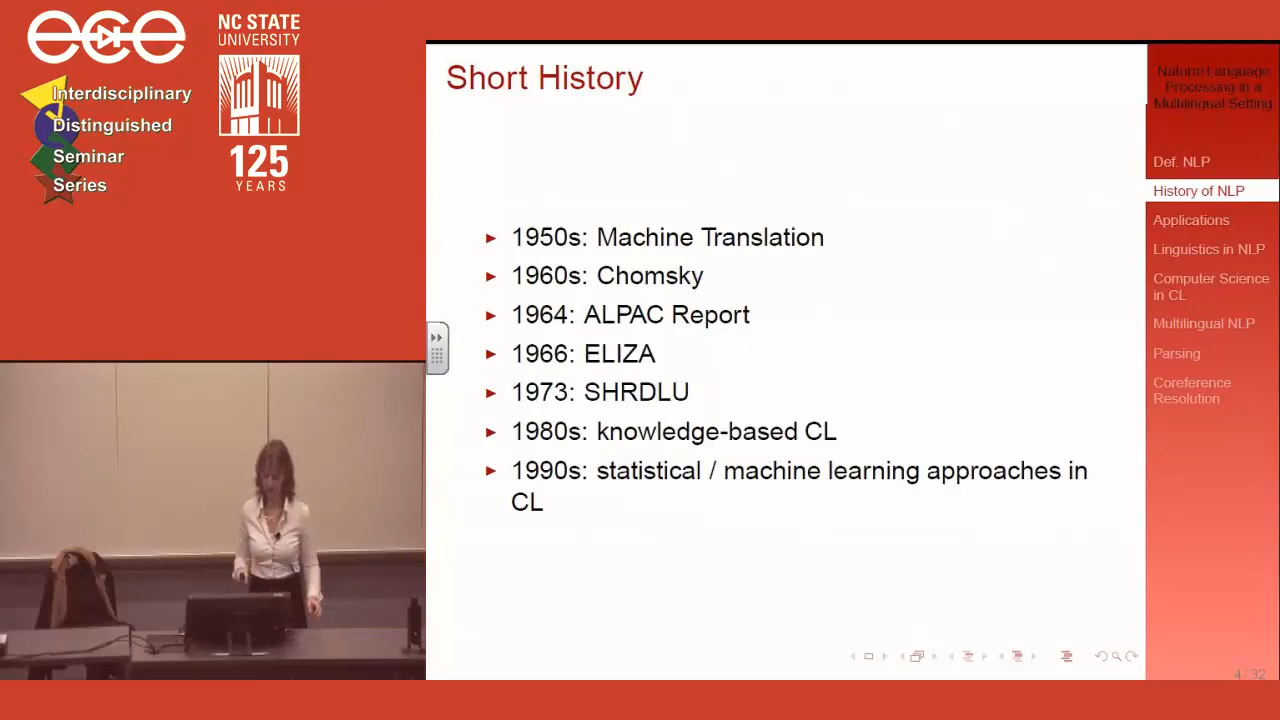 ece
Interdisciplinary
Distinguished
Seminar
Series
NC STATE
UNIVERSITY
125
YEARS
Short History
► 1950s: Machine Translation
► 1960s: Chomsky
► 1964: ALPAC Report
► 1966: ELIZA
► 1973: SHRDLU
► 1980s: knowledge-based CL
► 1990s: statistical / machine learning approaches in
CL
Natural Language
Processing in a
Multilingual Setting
Def. NLP
History of NLP
Applications
Linguistics in NLP
Computer Science
in CL
Multilingual NLP
Parsing
Coreference
Resolution
4 / 32